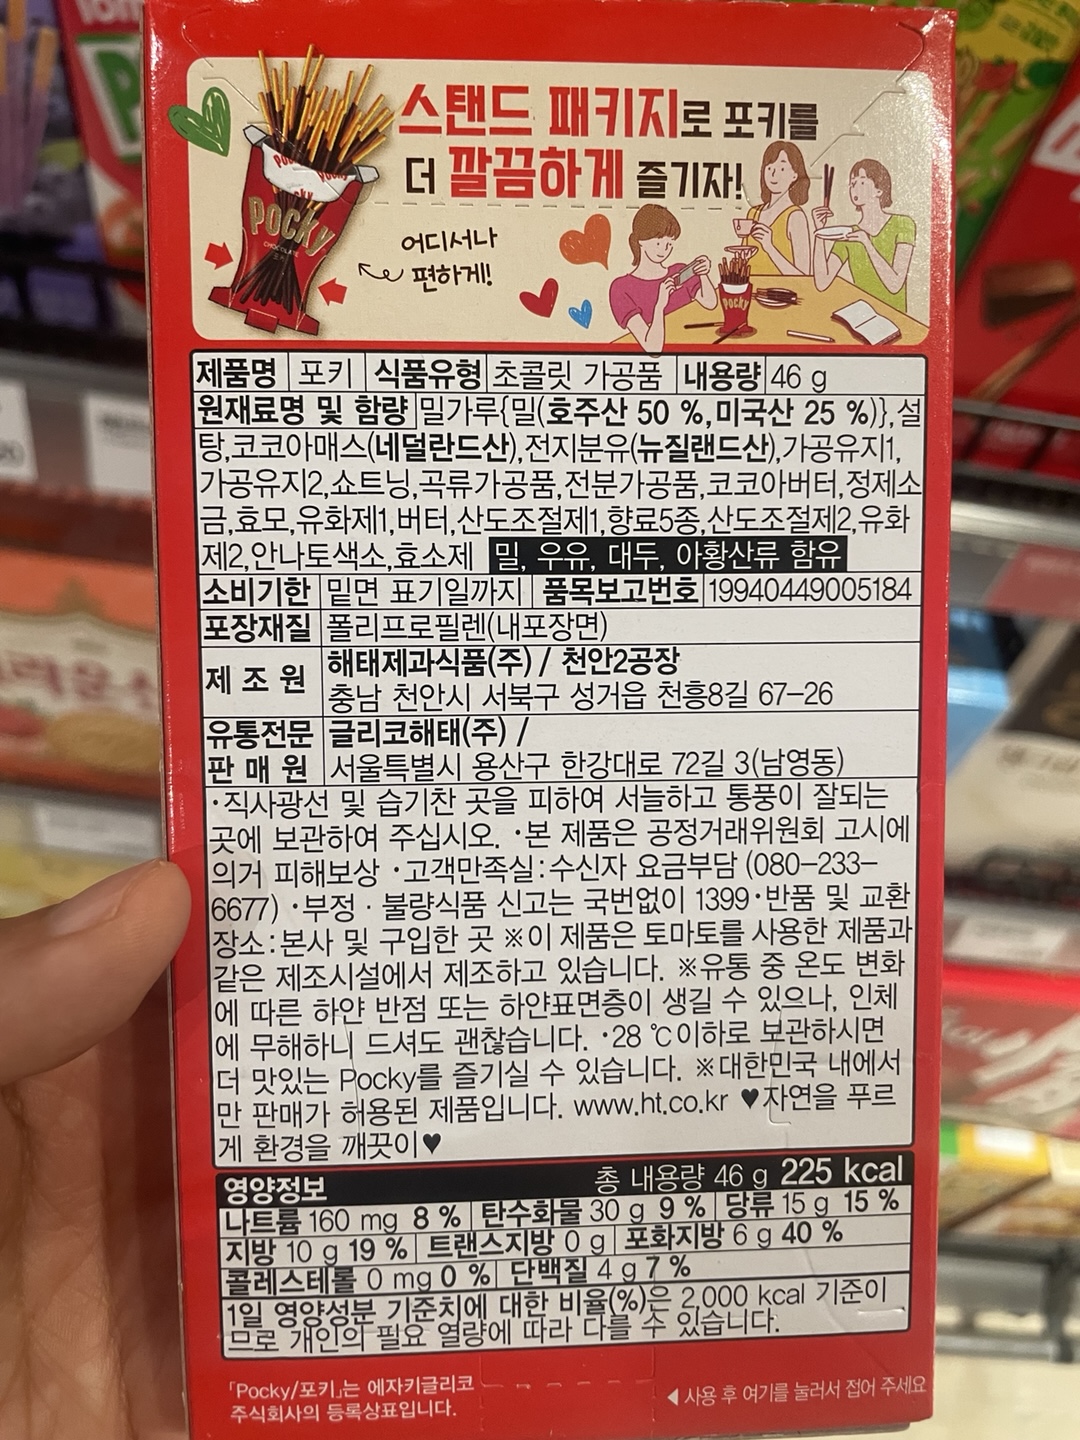 스탠드 패키지로 포키를
더 깔끔하게 즐기자!
어디서나
편하게!
Pocky
CHOCOLATE
Pocky
제품명 포키 식품유형 초콜릿 가공품 내용량 46 g
원재료명 및 함량 밀가루{밀(호주산 50 %,미국산 25 %)},설
탕,코코아매스(네덜란드산),전지분유(뉴질랜드산),가공유지1,
가공유지2,쇼트닝,곡류가공품,전분가공품,코코아버터,정제소
금,효모,유화제1,버터,산도조절제1,향료5종,산도조절제2,유화
제2,안나토색소,효소제 밀, 우유, 대두, 아황산류 함유
소비기한 밑면 표기일까지 품목보고번호 19940449005184
포장재질 폴리프로필렌(내포장면)
제 조 원 해태제과식품(주) / 천안2공장
충남 천안시 서북구 성거읍 천흥8길 67-26
유통전문 글리코해태(주) /
판 매 원 서울특별시 용산구 한강대로 72길 3(남영동)
·직사광선 및 습기찬 곳을 피하여 서늘하고 통풍이 잘되는
곳에 보관하여 주십시오. ·본 제품은 공정거래위원회 고시에
의거 피해보상 ·고객만족실:수신자 요금부담 (080-233-
6677) ·부정 · 불량식품 신고는 국번없이 1399·반품 및 교환
장소:본사 및 구입한 곳 ※이 제품은 토마토를 사용한 제품과
같은 제조시설에서 제조하고 있습니다. ※유통 중 온도 변화
에 따른 하얀 반점 또는 하얀표면층이 생길 수 있으나, 인체
에 무해하니 드셔도 괜찮습니다. ·28 ℃이하로 보관하시면
더 맛있는 Pocky를 즐기실 수 있습니다. ※대한민국 내에서
만 판매가 허용된 제품입니다. www.ht.co.kr ♥자연을 푸르
게 환경을 깨끗이♥
영양정보 총 내용량 46 g 225 kcal
나트륨 160 mg 8 % 탄수화물 30 g 9 % 당류 15 g 15 %
지방 10 g 19 % 트랜스지방 0 g 포화지방 6 g 40 %
콜레스테롤 0 mg 0 % 단백질 4 g 7 %
1일 영양성분 기준치에 대한 비율(%)은 2,000 kcal 기준이
므로 개인의 필요 열량에 따라 다를 수 있습니다.
「Pocky/포키」는 에자키글리코
주식회사의 등록상표입니다.
◀ 사용 후 여기를 눌러서 접어 주세요